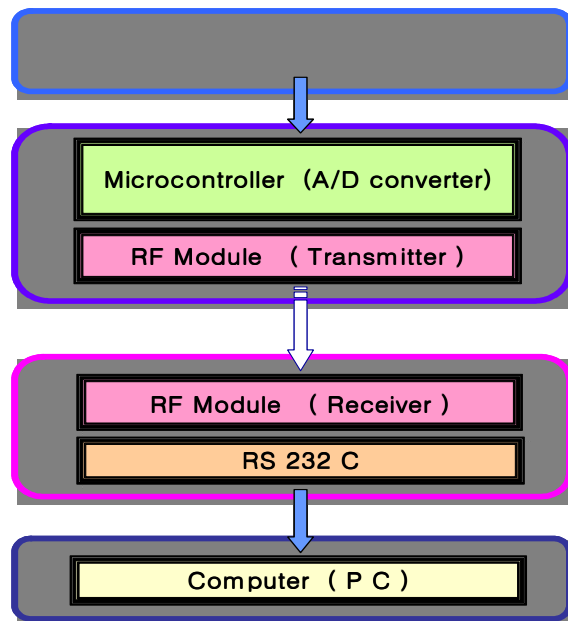 Microcontroller (A/D converter)
RF Module ( Transmitter )
RF Module ( Receiver )
RS 232 C
Computer ( P C )